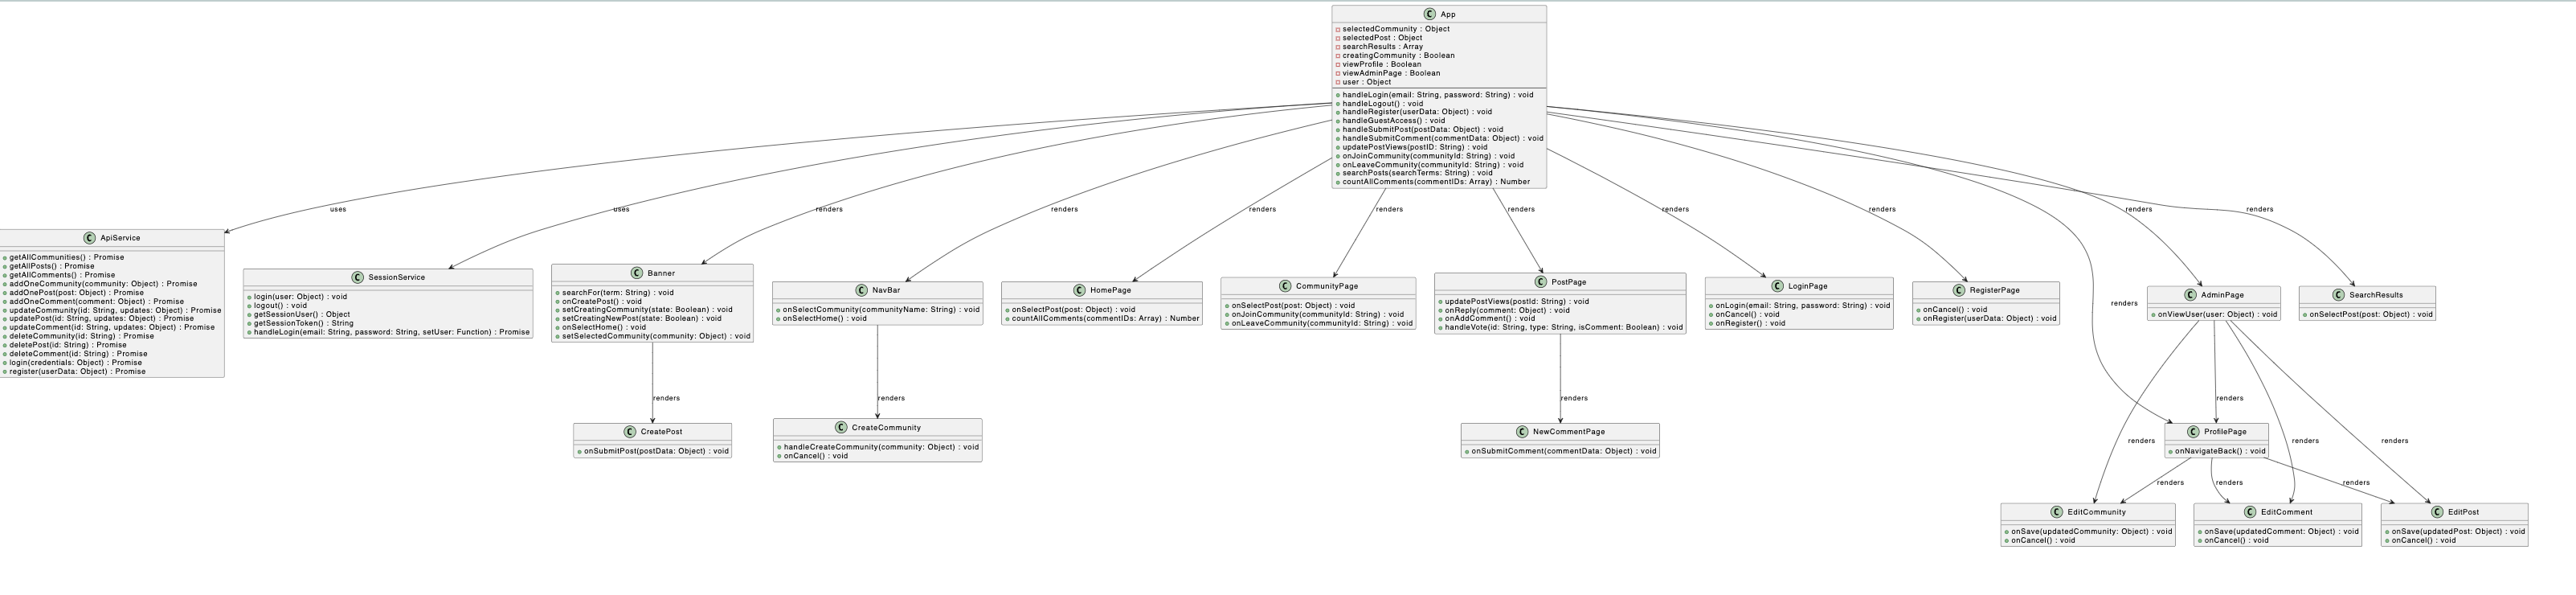 C App
selectedCommunity : Object
selectedPost : Object
searchResults : Array
creatingCommunity : Boolean
viewProfile : Boolean
viewAdminPage : Boolean
user : Object
handleLogin(email: String, password: String) : void
handleLogout() : void
handleRegister(userData: Object) : void
handleGuestAccess() : void
handleSubmitPost(postData: Object) : void
handleSubmitComment(commentData: Object) : void
updatePostViews(postID: String) : void
onJoinCommunity(communityId: String) : void
onLeaveCommunity(communityId: String) : void
searchPosts(searchTerms: String) : void
countAllComments(commentIDs: Array) : Number
uses
uses
renders
renders
renders
renders
renders
renders
renders
renders
renders
renders
C ApiService
getAllCommunities() : Promise
getAllPosts() : Promise
getAllComments() : Promise
addOneCommunity(community: Object) : Promise
addOnePost(post: Object) : Promise
addOneComment(comment: Object) : Promise
updateCommunity(id: String, updates: Object) : Promise
updatePost(id: String, updates: Object) : Promise
updateComment(id: String, updates: Object) : Promise
deleteCommunity(id: String) : Promise
deletePost(id: String) : Promise
deleteComment(id: String) : Promise
login(credentials: Object) : Promise
register(userData: Object) : Promise
C SessionService
login(user: Object) : void
logout() : void
getSessionUser() : Object
getSessionToken() : String
handleLogin(email: String, password: String, setUser: Function) : Promise
C Banner
searchFor(term: String) : void
onCreatePost() : void
setCreatingCommunity(state: Boolean) : void
setCreatingNewPost(state: Boolean) : void
onSelectHome() : void
setSelectedCommunity(community: Object) : void
C NavBar
onSelectCommunity(communityName: String) : void
onSelectHome() : void
C HomePage
onSelectPost(post: Object) : void
countAllComments(commentIDs: Array) : Number
C CommunityPage
onSelectPost(post: Object) : void
onJoinCommunity(communityId: String) : void
onLeaveCommunity(communityId: String) : void
C PostPage
updatePostViews(postId: String) : void
onReply(comment: Object) : void
onAddComment() : void
handleVote(id: String, type: String, isComment: Boolean) : void
C LoginPage
onLogin(email: String, password: String) : void
onCancel() : void
onRegister() : void
C RegisterPage
onCancel() : void
onRegister(userData: Object) : void
C AdminPage
onViewUser(user: Object) : void
C SearchResults
onSelectPost(post: Object) : void
renders
renders
renders
renders
C CreatePost
onSubmitPost(postData: Object) : void
C CreateCommunity
handleCreateCommunity(community: Object) : void
onCancel() : void
C NewCommentPage
onSubmitComment(commentData: Object) : void
C ProfilePage
onNavigateBack() : void
renders
renders
renders
renders
renders
renders
C EditCommunity
onSave(updatedCommunity: Object) : void
onCancel() : void
C EditComment
onSave(updatedComment: Object) : void
onCancel() : void
C EditPost
onSave(updatedPost: Object) : void
onCancel() : void